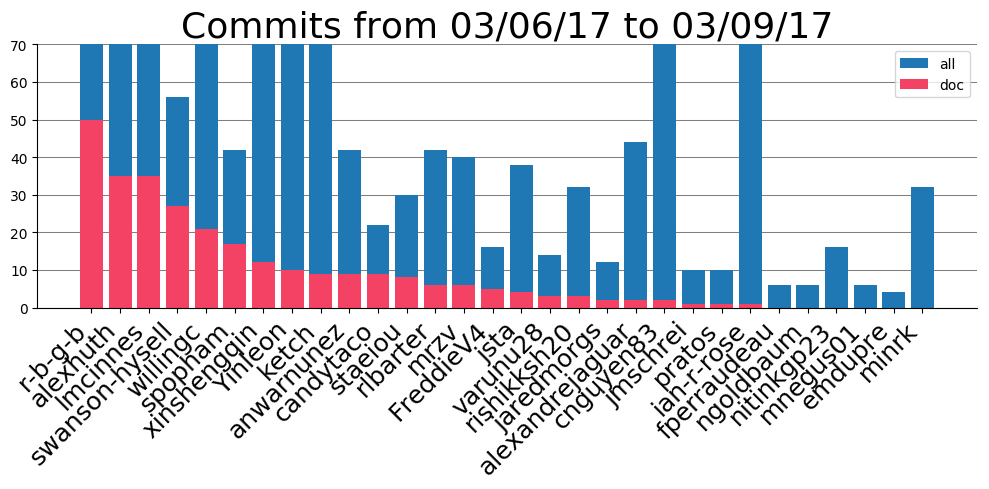 Commits from 03/06/17 to 03/09/17
70
60
50
40
30
20
10
0
all
doc
r-b-g-b
alexhuth
lmcinnes
swanson-hysell
willingc
spopham
xinshengqin
Yinleon
ketch
anwarnunez
candytaco
staeiou
rlbarter
mrzv
FreddieV4
jsta
varunlu28
rishikksh20
jaredmorgs
alexandrejaguar
cnguyen83
jmschrei
pratos
ian-r-rose
fperraudeau
ngoldbaum
nitinkgp23
mnegus01
emdupre
minrk